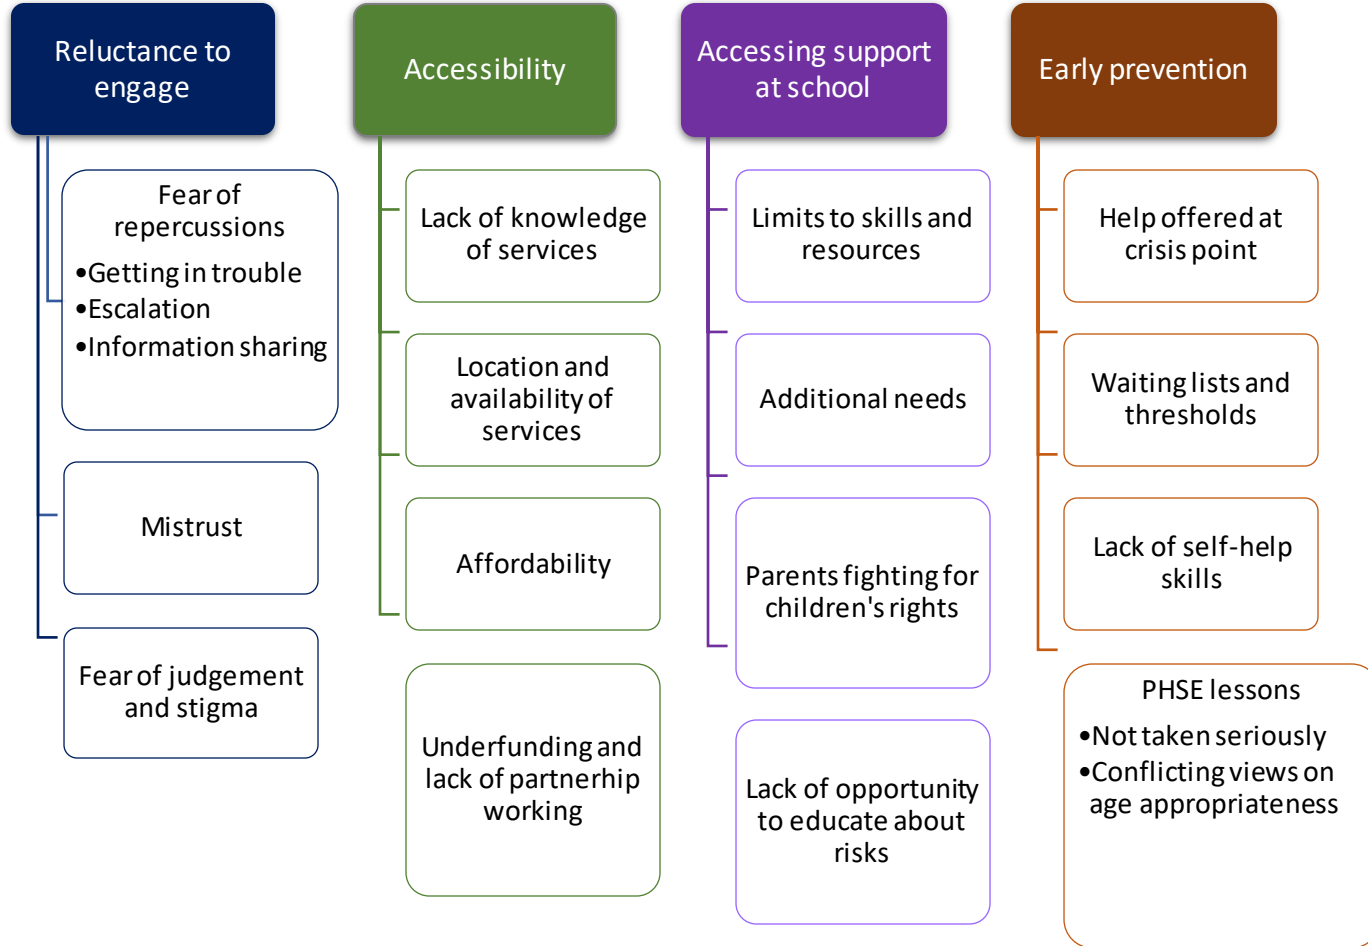 Reluctance to
engage
Fear of
repercussions
•Getting in trouble
•Escalation
•Information sharing
Mistrust
Fear of judgement
and stigma
Accessibility
Lack of knowledge
of services
Location and
availability of
services
Affordability
Underfunding and
lack of partnerhip
working
Accessing support
at school
Limits to skills and
resources
Additional needs
Parents fighting for
children's rights
Lack of opportunity
to educate about
risks
Early prevention
Help offered at
crisis point
Waiting lists and
thresholds
Lack of self-help
skills
PHSE lessons
•Not taken seriously
•Conflicting views on
age appropriateness